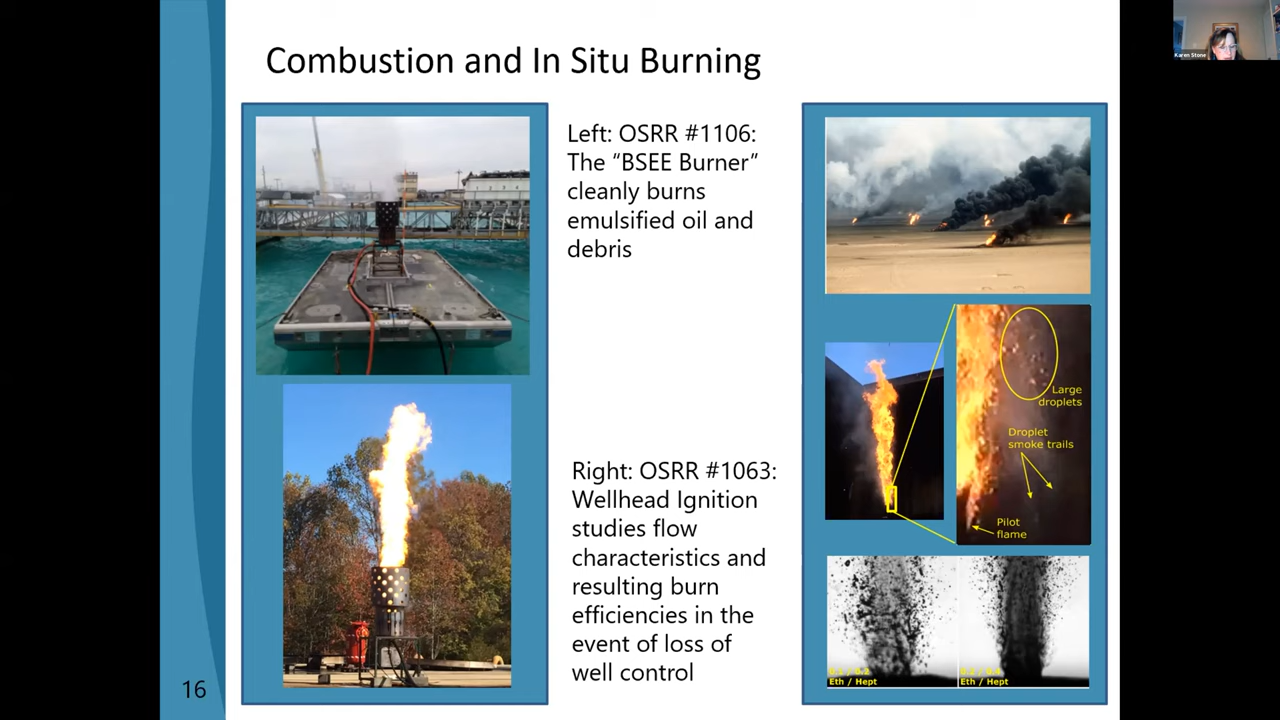 Combustion and In Situ Burning
Left: OSRR #1106:
The “BSEE Burner”
cleanly burns
emulsified oil and
debris
Right: OSRR #1063:
Wellhead Ignition
studies flow
characteristics and
resulting burn
efficiencies in the
event of loss of
well control
Large
droplets
Droplet
smoke trails
Pilot
flame
Eth / Hept
Eth / Hept
16
Karen Stone